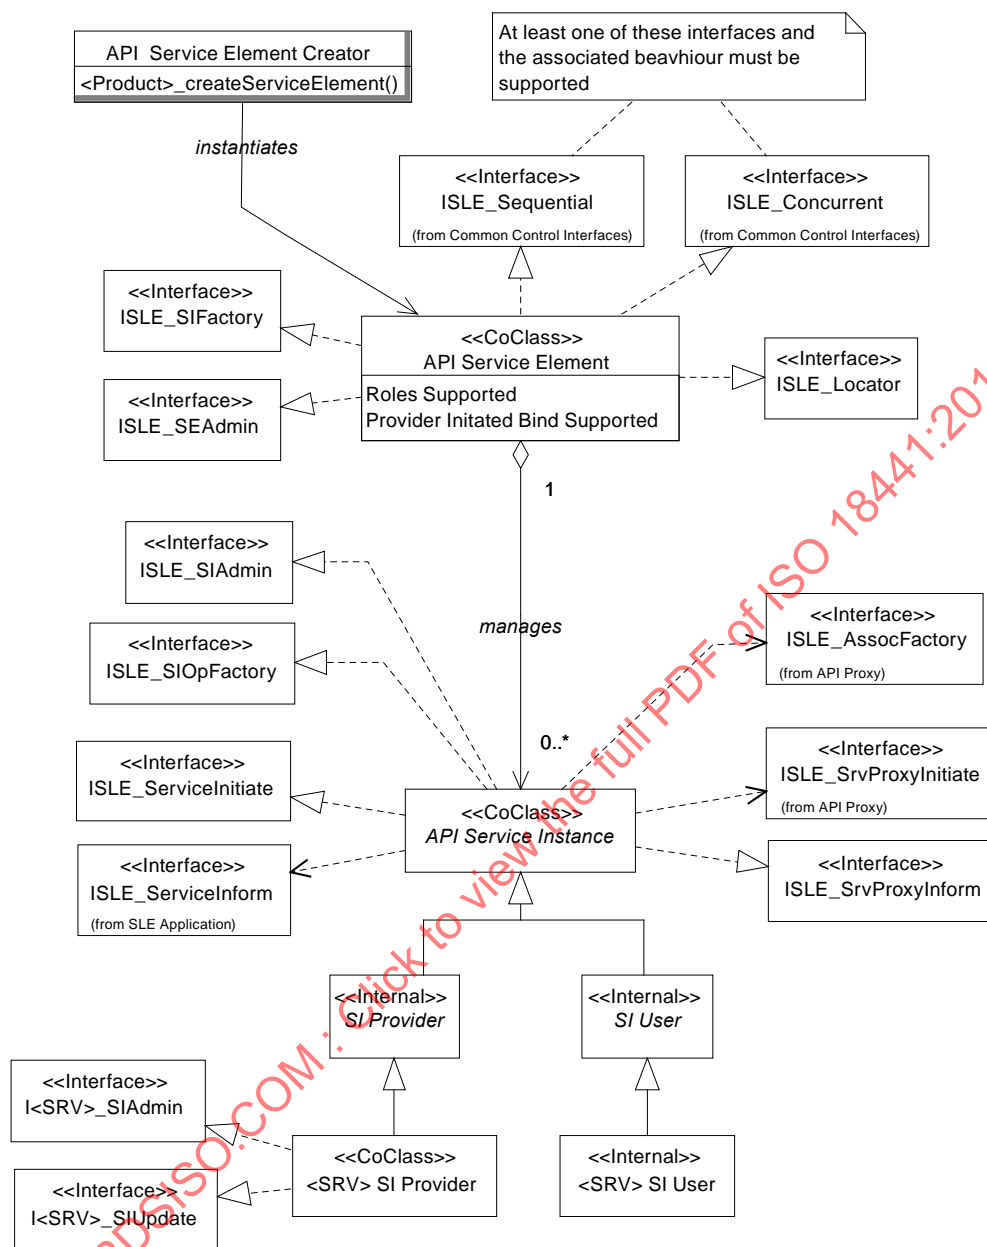 API  Service Element Creator
<Product>_createServiceElement()
At least one of these interfaces and
the associated beavhiour must be
supported
instantiates
<<Interface>>
ISLE_Sequential
(from Common Control Interfaces)
<<Interface>>
ISLE_Concurrent
(from Common Control Interfaces)
<<Interface>>
ISLE_SIFactory
<<CoClass>>
API Service Element
Roles Supported
Provider Initated Bind Supported
<<Interface>>
ISLE_Locator
<<Interface>>
ISLE_SEAdmin
1
<<Interface>>
ISLE_SIAdmin
manages
<<Interface>>
ISLE_SIOpFactory
<<Interface>>
ISLE_AssocFactory
(from API Proxy)
0..*
<<Interface>>
ISLE_ServiceInitiate
<<Interface>>
ISLE_SrvProxyInitiate
(from API Proxy)
<<CoClass>>
API Service Instance
<<Interface>>
ISLE_ServiceInform
(from SLE Application)
<<Interface>>
ISLE_SrvProxyInform
<<Internal>>
SI Provider
<<Internal>>
SI User
<<Interface>>
I<SRV>_SIAdmin
<<CoClass>>
<SRV> SI Provider
<<Internal>>
<SRV> SI User
<<Interface>>
I<SRV>_SIUpdate
DSISO.COM : Click to view the full PDF of ISO 18441:201